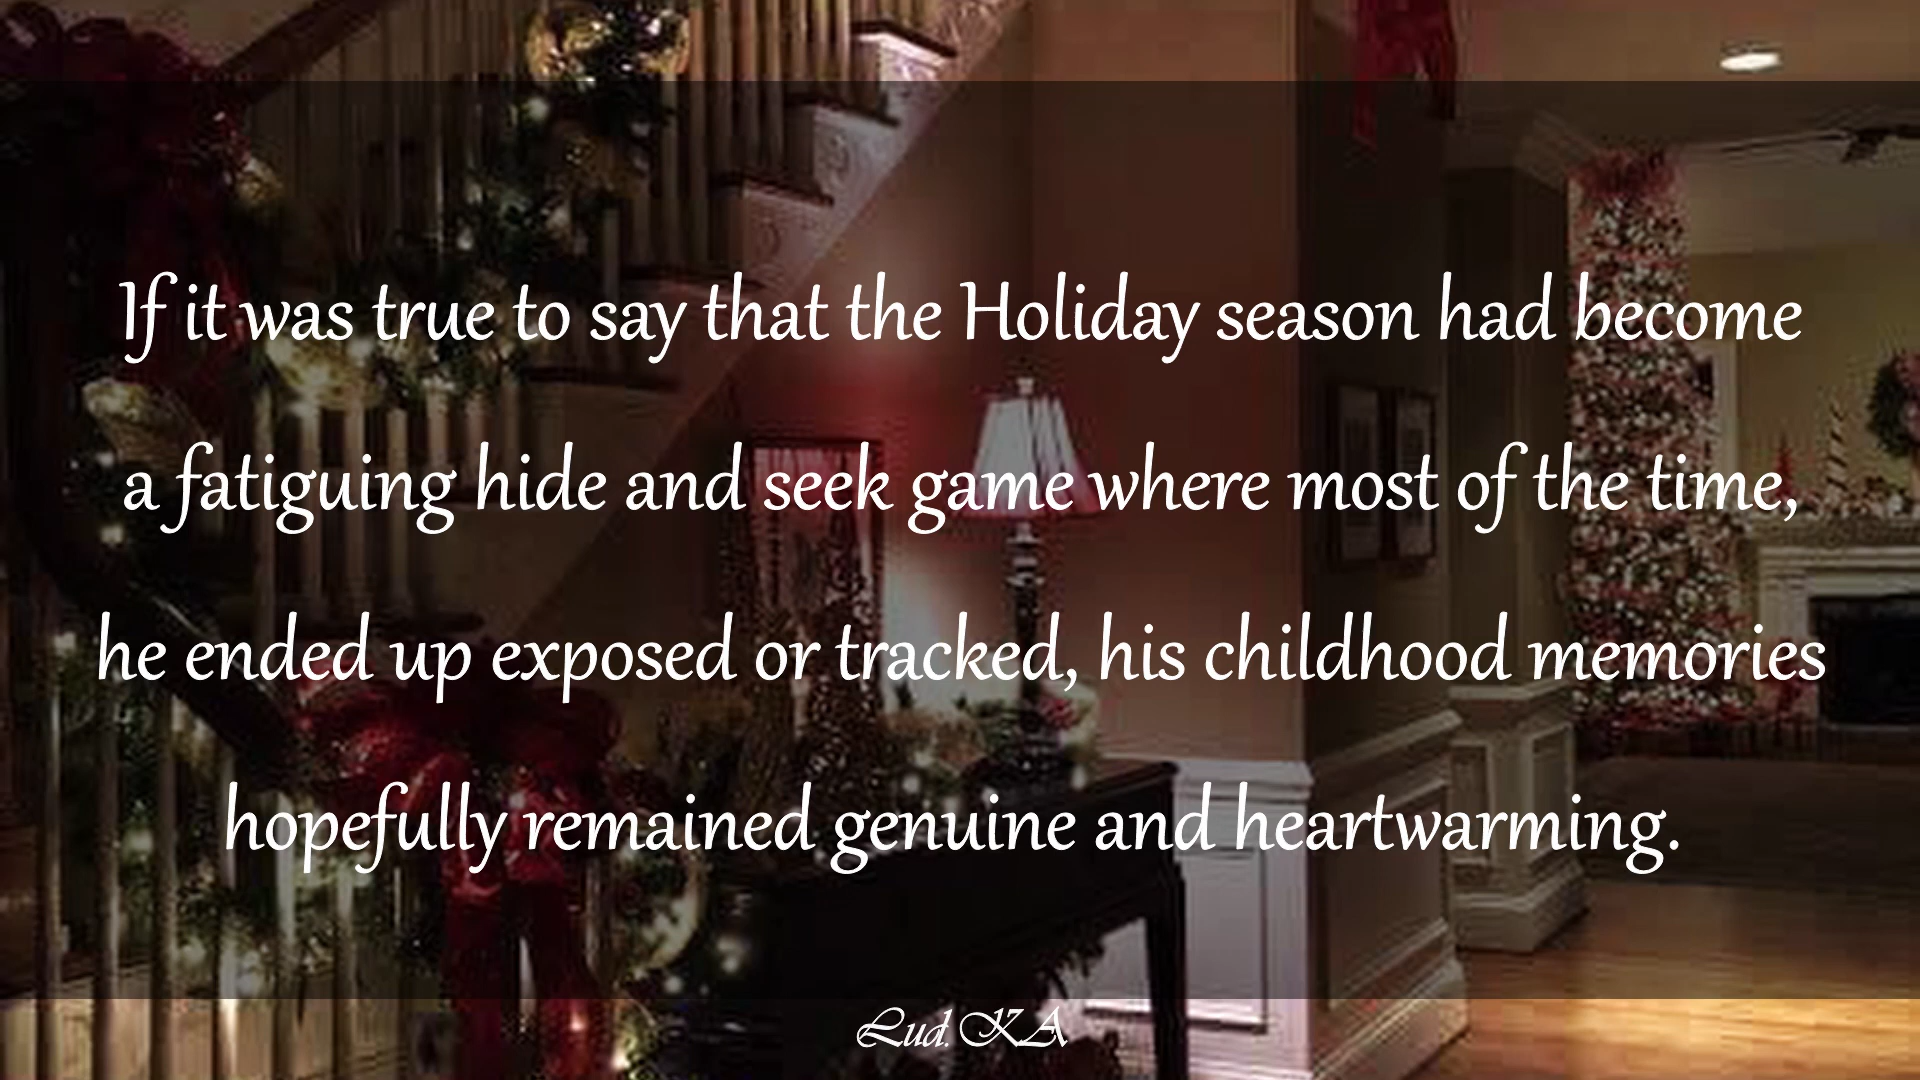 If it was true to say that the Holiday season had become
a fatiguing hide and seek game where most of the time,
he ended up exposed or tracked, his childhood memories
hopefully remained genuine and heartwarming.
Lud. KA